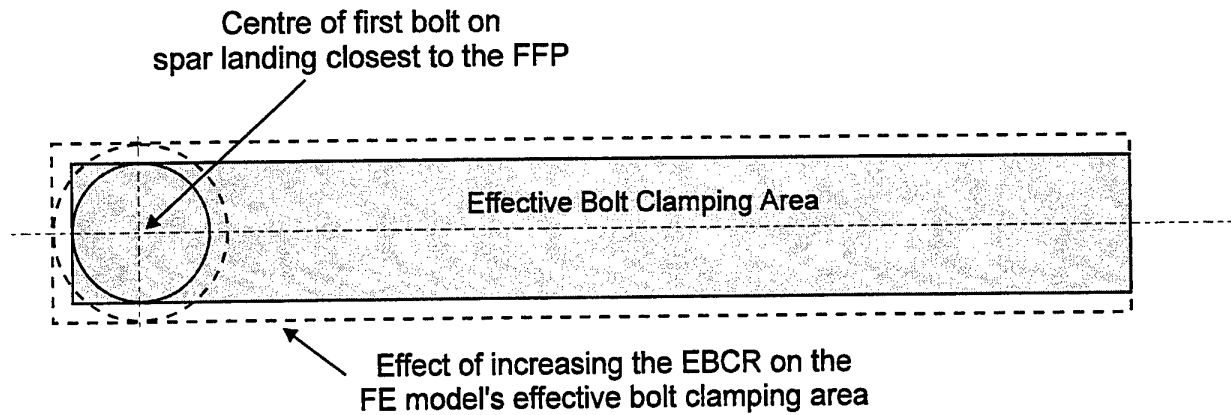 Centre of first bolt on
spar landing closest to the FFP
Effective Bolt Clamping Area
Effect of increasing the EBCR on the
FE model's effective bolt clamping area